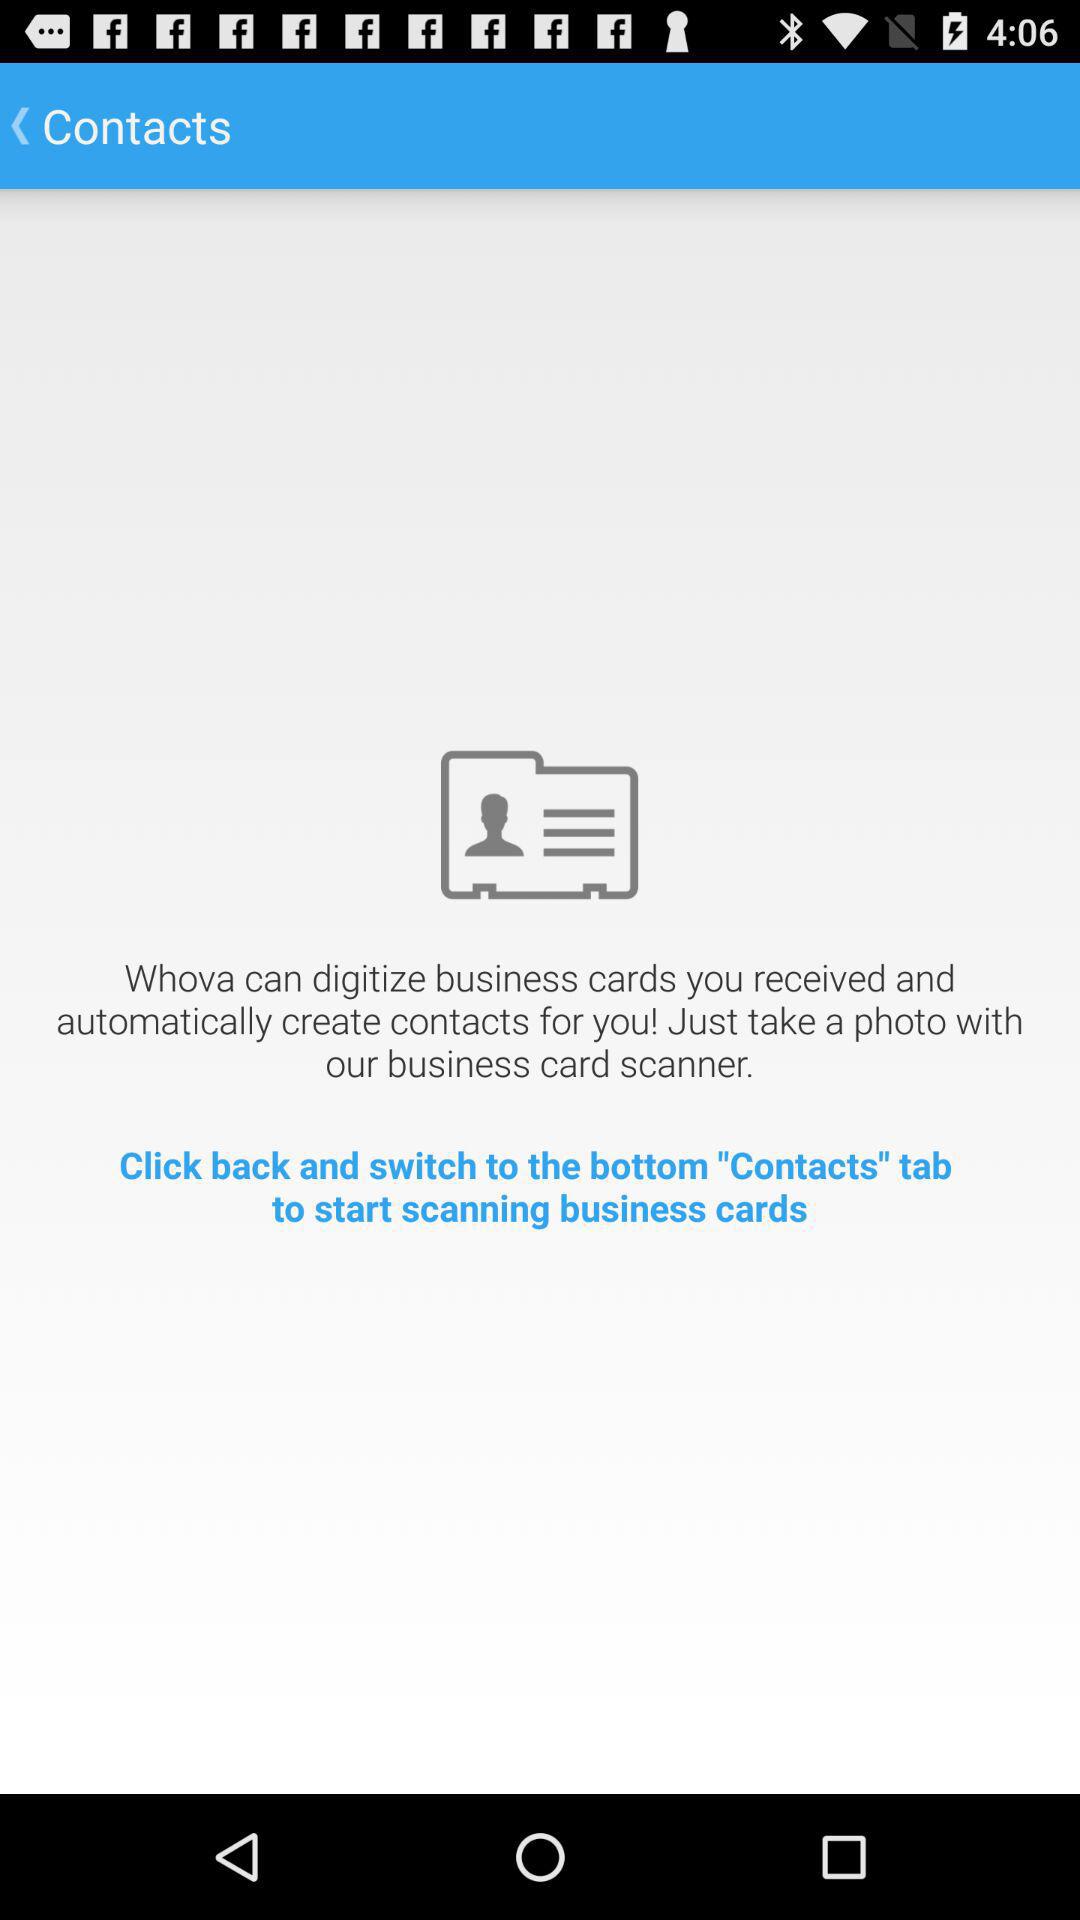 4:06
Contacts
Whova can digitize business cards you received and
automatically create contacts for you! Just take a photo with
our business card scanner.
Click back and switch to the bottom "Contacts" tab
to start scanning business cards